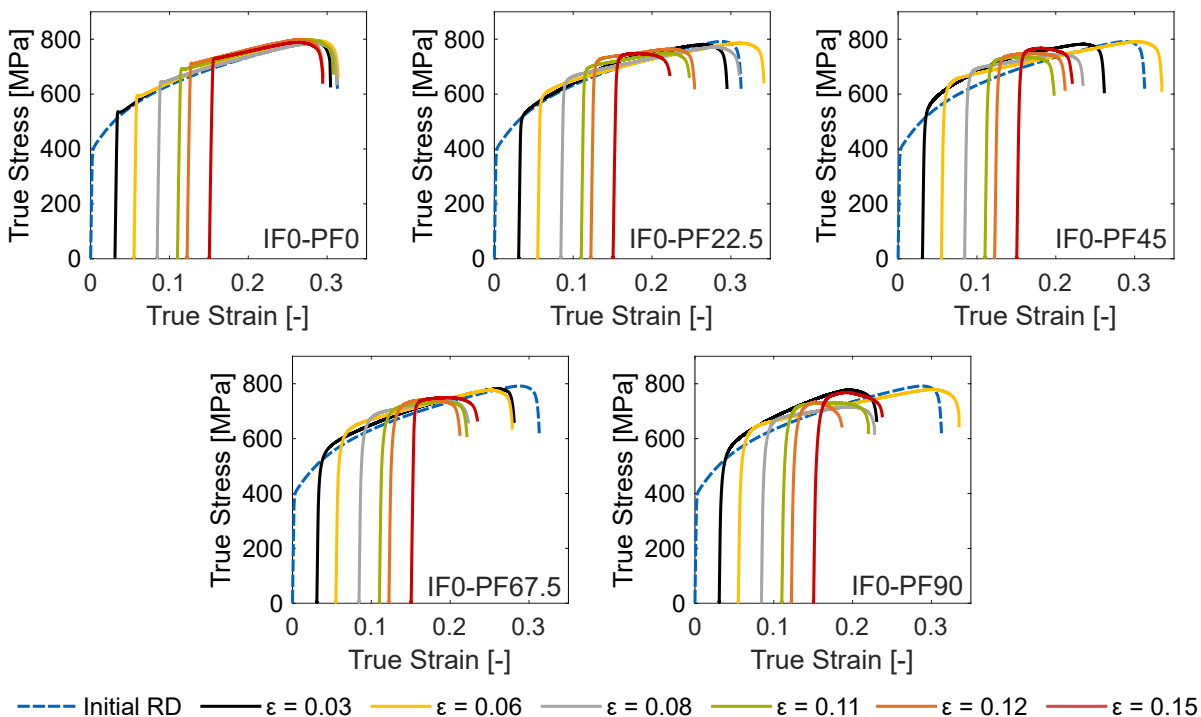 True Stress [MPa]
800
600
400
200
0
0 0.1 0.2 0.3
True Strain [-]
IF0-PF0
True Stress [MPa]
800
600
400
200
0
0 0.1 0.2 0.3
True Strain [-]
IF0-PF22.5
True Stress [MPa]
800
600
400
200
0
0 0.1 0.2 0.3
True Strain [-]
IF0-PF45
True Stress [MPa]
800
600
400
200
0
0 0.1 0.2 0.3
True Strain [-]
IF0-PF67.5
True Stress [MPa]
800
600
400
200
0
0 0.1 0.2 0.3
True Strain [-]
IF0-PF90
Initial RD ε = 0.03 ε = 0.06 ε = 0.08 ε = 0.11 ε = 0.12 ε = 0.15